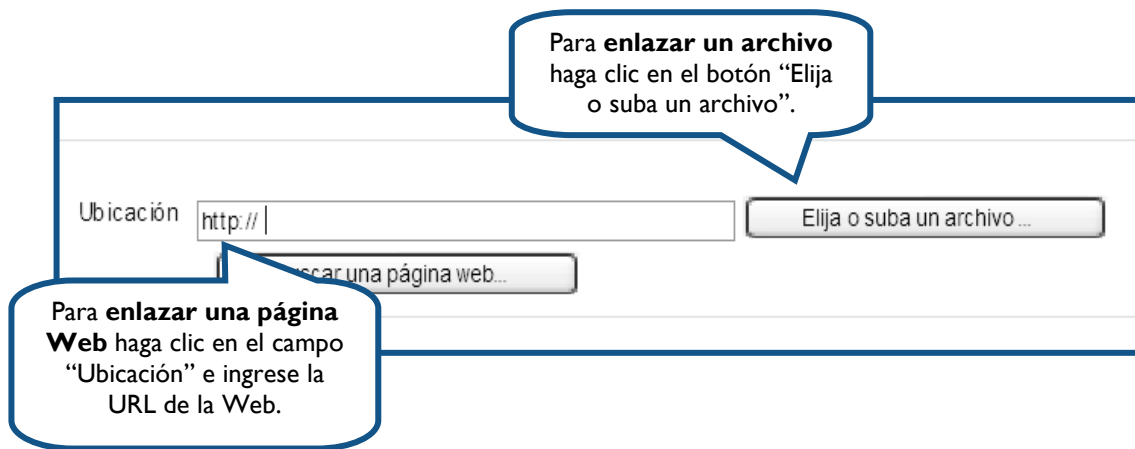 Para enlazar un archivo
haga clic en el botón “Elija
o suba un archivo”.
Ubicación
http://
Elija o suba un archivo ...
una página web...
Para enlazar una página
Web haga clic en el campo
“Ubicación” e ingrese la
URL de la Web.